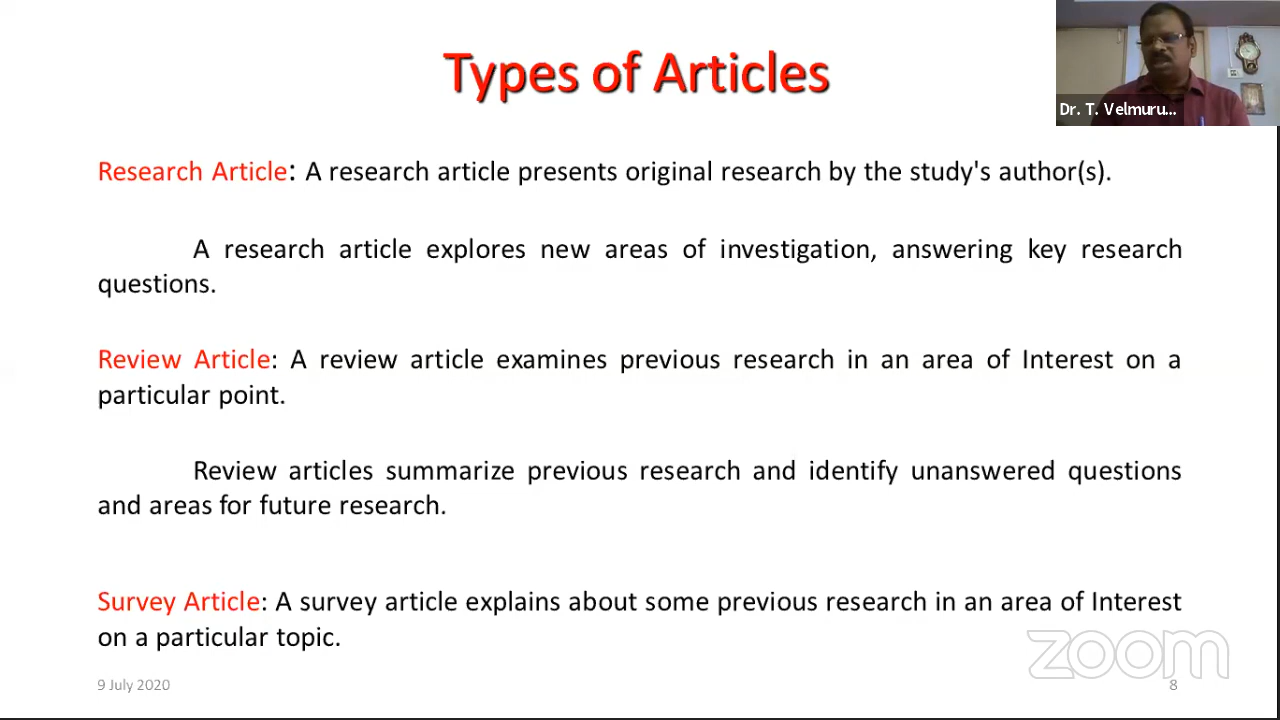 Types of Articles
Dr. T. Velmuru...
Research Article: A research article presents original research by the study's author(s).
A research article explores new areas of investigation, answering key research
questions.
Review Article: A review article examines previous research in an area of Interest on a
particular point.
Review articles summarize previous research and identify unanswered questions
and areas for future research.
Survey Article: A survey article explains about some previous research in an area of Interest
on a particular topic.
zoom
9 July 2020
8